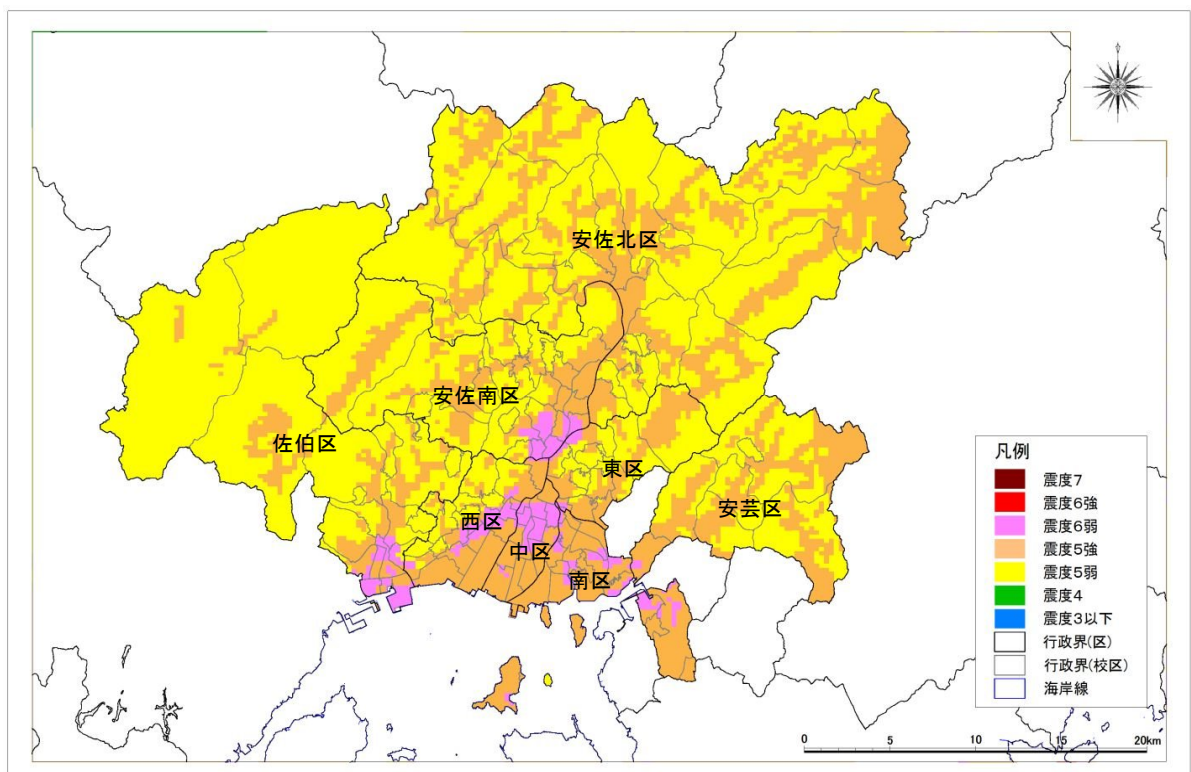 安佐北区
安佐南区
佐伯区
東区
安芸区
西区
中区
南区
凡例
震度7
震度6強
震度6弱
震度5強
震度5弱
震度4
震度3以下
行政界(区)
行政界(校区)
海岸線
0 5 10 15 20km